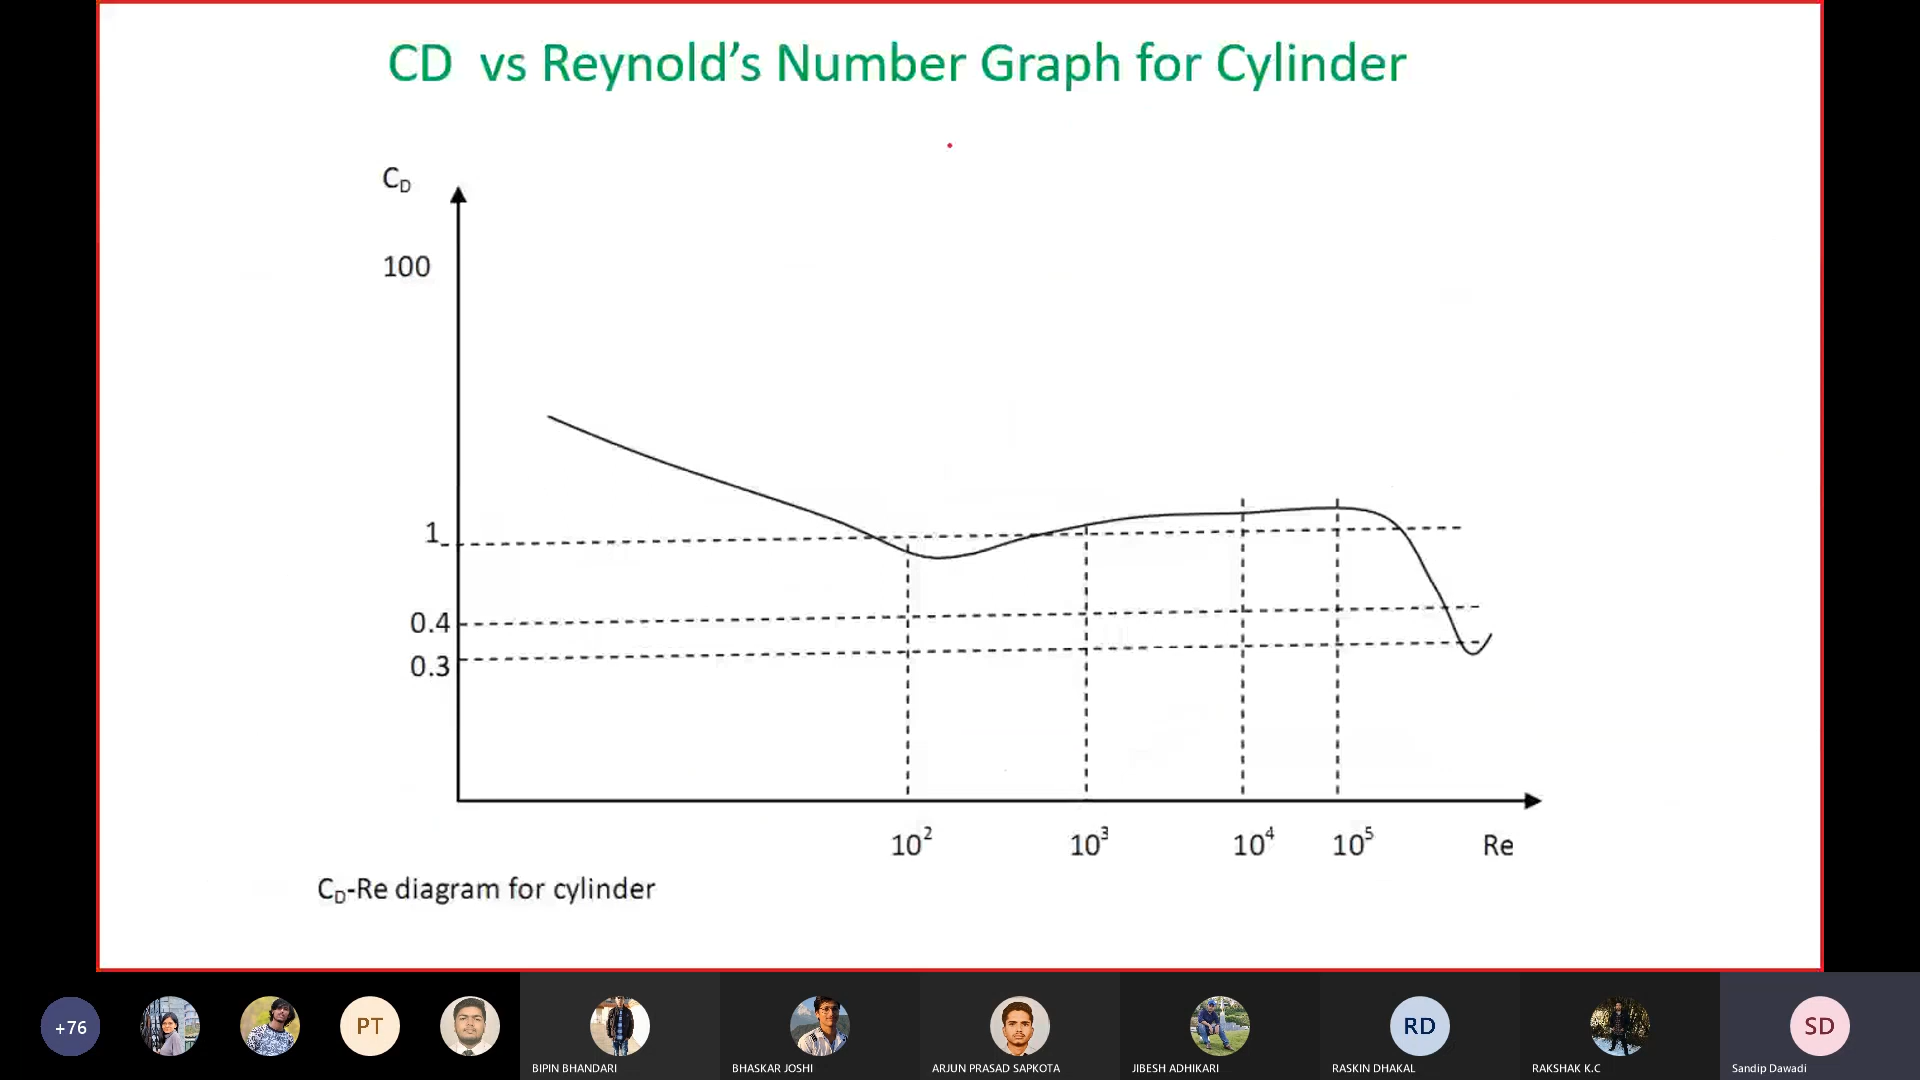 CD vs Reynold’s Number Graph for Cylinder
C_D
100
1
0.4
0.3
10² 10³ 10⁴ 10⁵ Re
C_D-Re diagram for cylinder
+76 PT RD SD
BIPIN BHANDARI BHASKAR JOSHI ARJUN PRASAD SAPKOTA JIBESH ADHIKARI RASKIN DHAKAL RAKSHAK K.C Sandip Dawadi